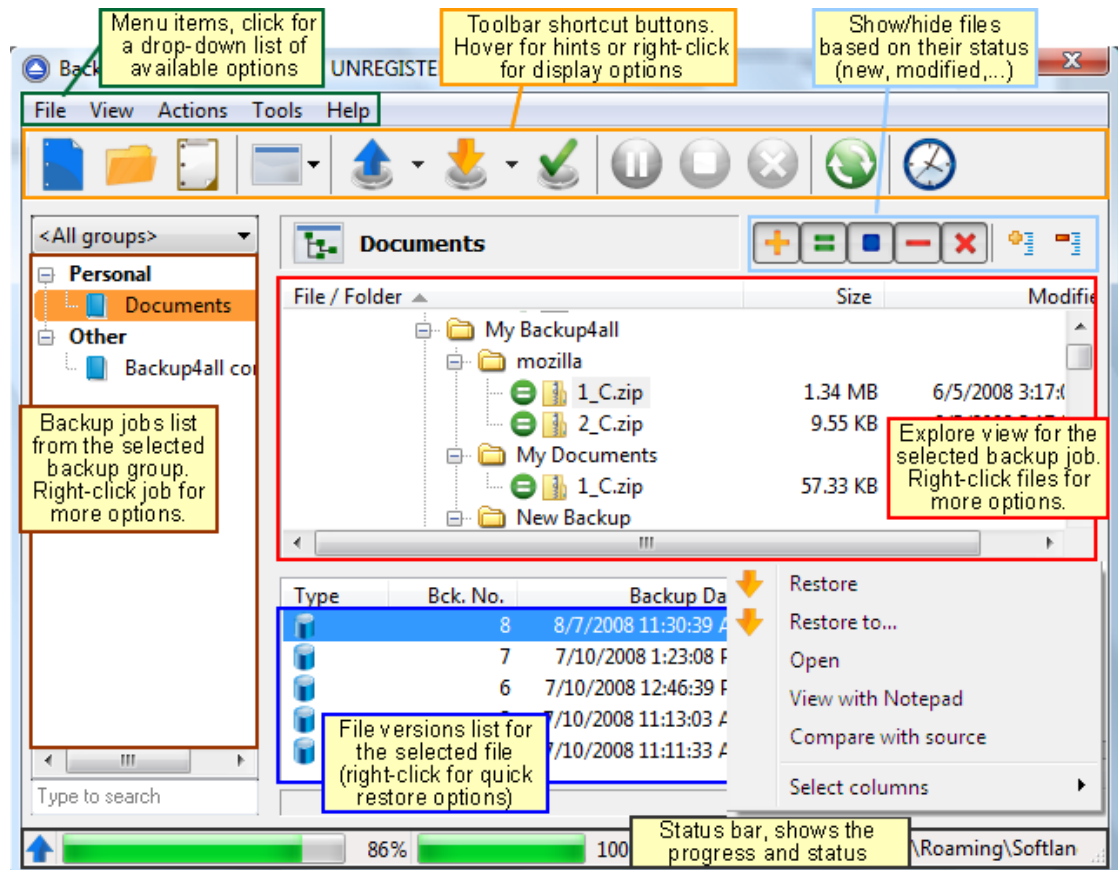 Menu items, click for
a drop-down list of
available options
Toolbar shortcut buttons.
Hover for hints or right-click
for display options
Show/hide files
based on their status
(new, modified,...)
UNREGISTE
File View Actions Tools Help
<All groups>
Personal
Documents
Other
Backup4all
Documents
File / Folder Size Modifie
My Backup4all
mozilla
1_C.zip 1.34 MB 6/5/2008 3:17:0
2_C.zip 9.55 KB
My Documents
1_C.zip 57.33 KB
New Backup
Backup jobs list
from the selected
backup group.
Right-click job for
more options.
Explore view for the
selected backup job.
Right-click files for
more options.
Type Bck. No. Backup Da
8 8/7/2008 11:30:39 A
7 7/10/2008 1:23:08 P
6 7/10/2008 12:46:39 P
7/10/2008 11:13:03 A
7/10/2008 11:11:33 A
File versions list for
the selected file
(right-click for quick
restore options)
Restore
Restore to...
Open
View with Notepad
Compare with source
Select columns
Type to search
86% 100
Status bar, shows the
progress and status
\Roaming\Softlan